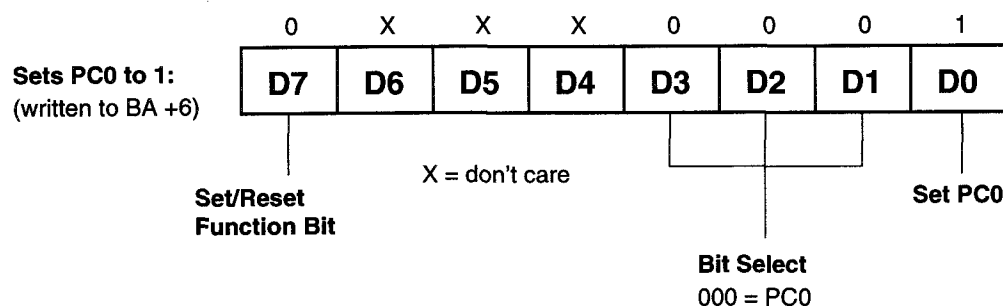 0 X X X 0 0 0 1
Sets PC0 to 1:
(written to BA +6)
D7 D6 D5 D4 D3 D2 D1 D0
X = don't care
Set/Reset
Function Bit
Set PC0
Bit Select
000 = PC0